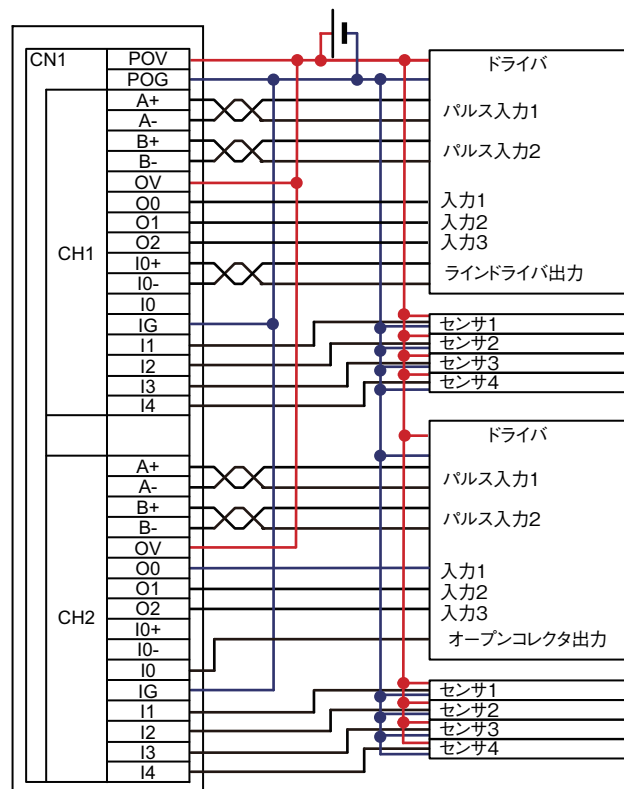 CN1
POV
POG
CH1
A+
A-
B+
B-
OV
O0
O1
O2
I0+
I0-
I0
IG
I1
I2
I3
I4
CH2
A+
A-
B+
B-
OV
O0
O1
O2
I0+
I0-
I0
IG
I1
I2
I3
I4
ドライバ
パルス入力1
パルス入力2
入力1
入力2
入力3
ラインドライバ出力
センサ1
センサ2
センサ3
センサ4
ドライバ
パルス入力1
パルス入力2
入力1
入力2
入力3
オープンコレクタ出力
センサ1
センサ2
センサ3
センサ4